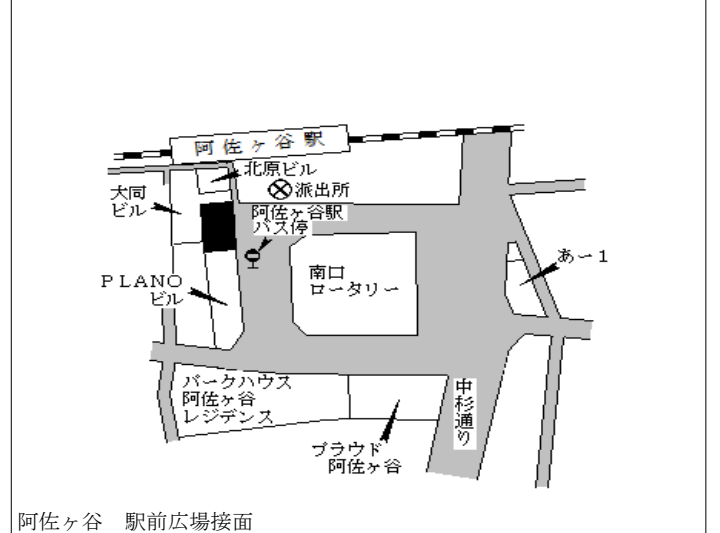 阿佐ヶ谷駅
北原ビル
派出所
大同
ビル
阿佐ヶ谷駅
バス停
あー1
PLANO
ビル
南口
ロータリー
パークハウス
阿佐ヶ谷
レジデンス
中杉通り
プラウド
阿佐ヶ谷
阿佐ヶ谷　駅前広場接面